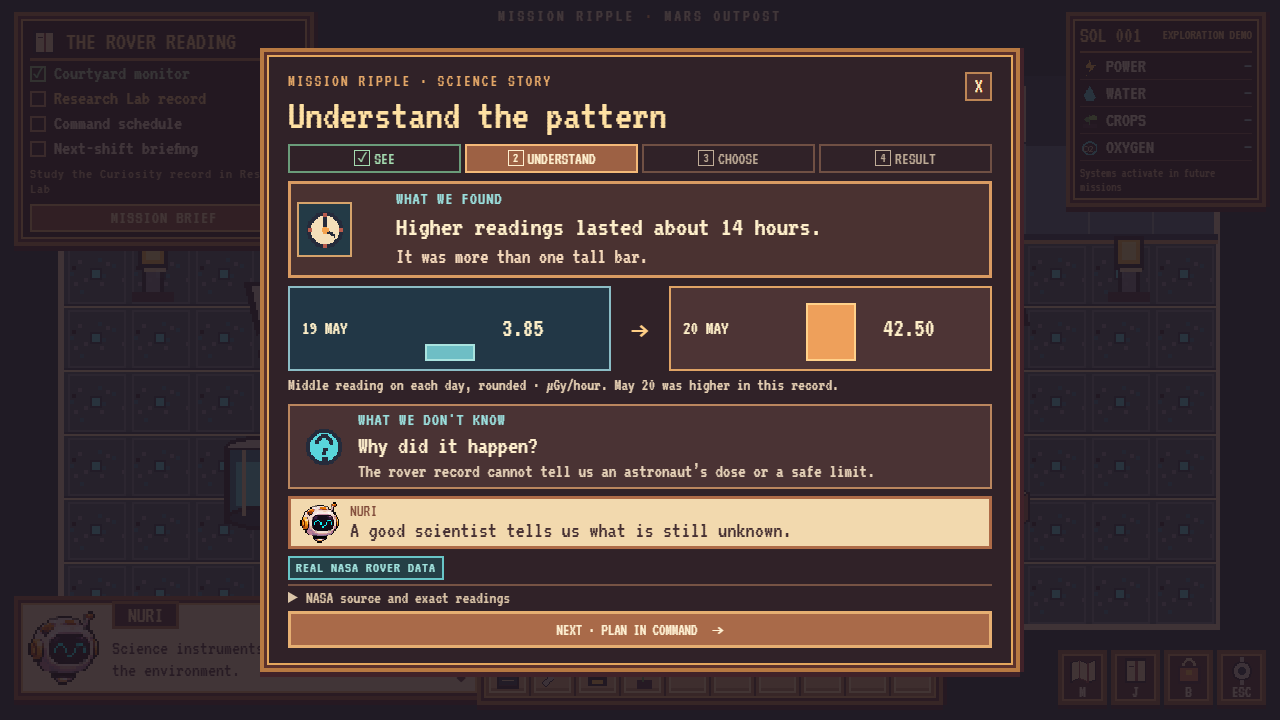 MISSION RIPPLE · MARS OUTPOST
THE ROVER READING
Courtyard monitor
Research Lab record
Command schedule
Next-shift briefing
Study the Curiosity record in Res
Lab
MISSION BRIEF
SOL 001 EXPLORATION DEMO
POWER —
WATER —
CROPS —
OXYGEN —
Systems activate in future
missions
MISSION RIPPLE · SCIENCE STORY
X
Understand the pattern
✓ SEE
2 UNDERSTAND
3 CHOOSE
4 RESULT
WHAT WE FOUND
Higher readings lasted about 14 hours.
It was more than one tall bar.
19 MAY 3.85
→
20 MAY 42.50
Middle reading on each day, rounded · µGy/hour. May 20 was higher in this record.
WHAT WE DON'T KNOW
Why did it happen?
The rover record cannot tell us an astronaut's dose or a safe limit.
NURI
A good scientist tells us what is still unknown.
REAL NASA ROVER DATA
▶ NASA source and exact readings
NEXT · PLAN IN COMMAND →
NURI
Science instruments
the environment.
M
J
B
ESC